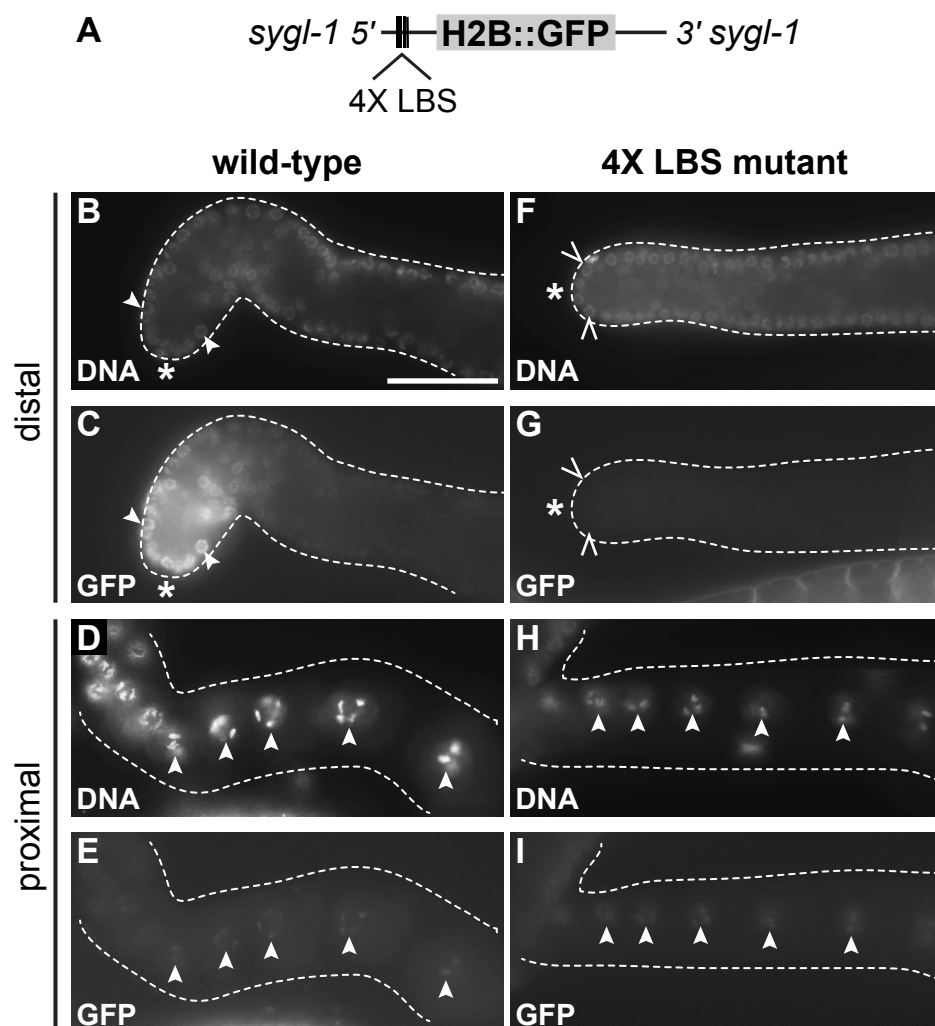 A
sygl-1 5′ H2B::GFP 3′ sygl-1
4X LBS
wild-type 4X LBS mutant
distal
B
DNA
*
F
*
DNA
C
GFP
*
G
*
GFP
proximal
D
DNA
H
DNA
E
GFP
I
GFP